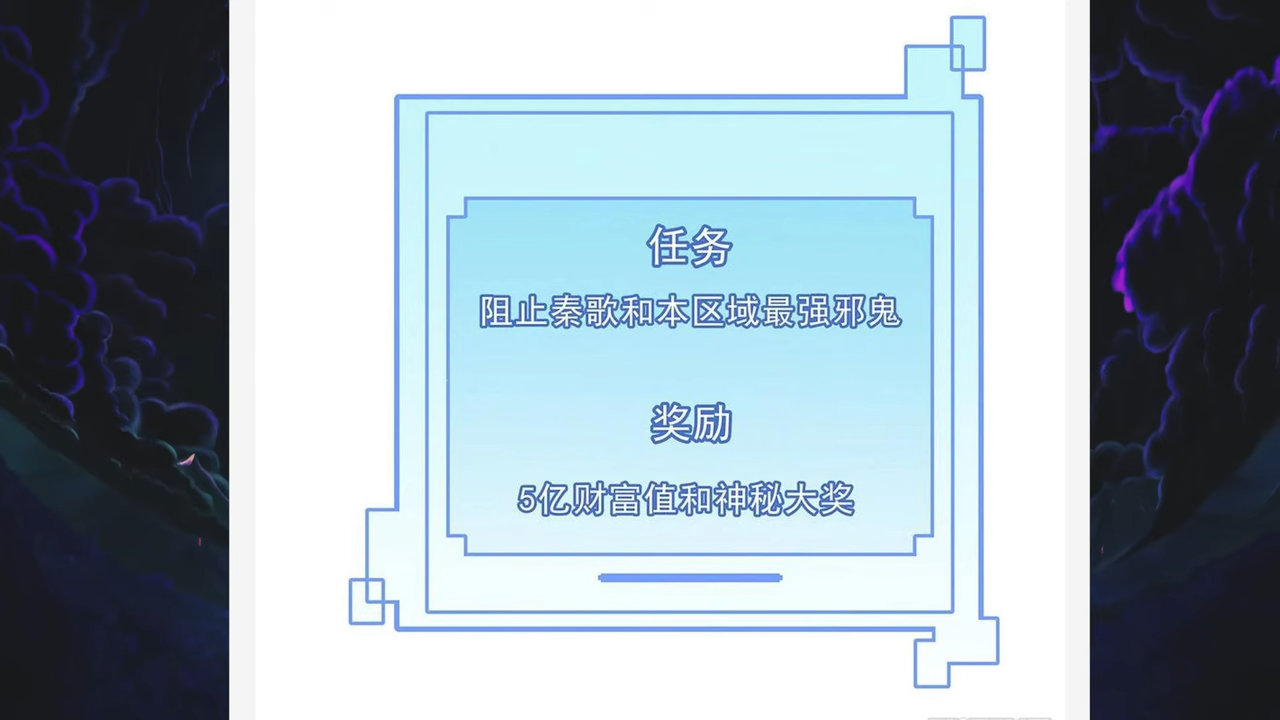 任务
阻止秦歌和本区域最强邪鬼
奖励
5亿财富值和神秘大奖